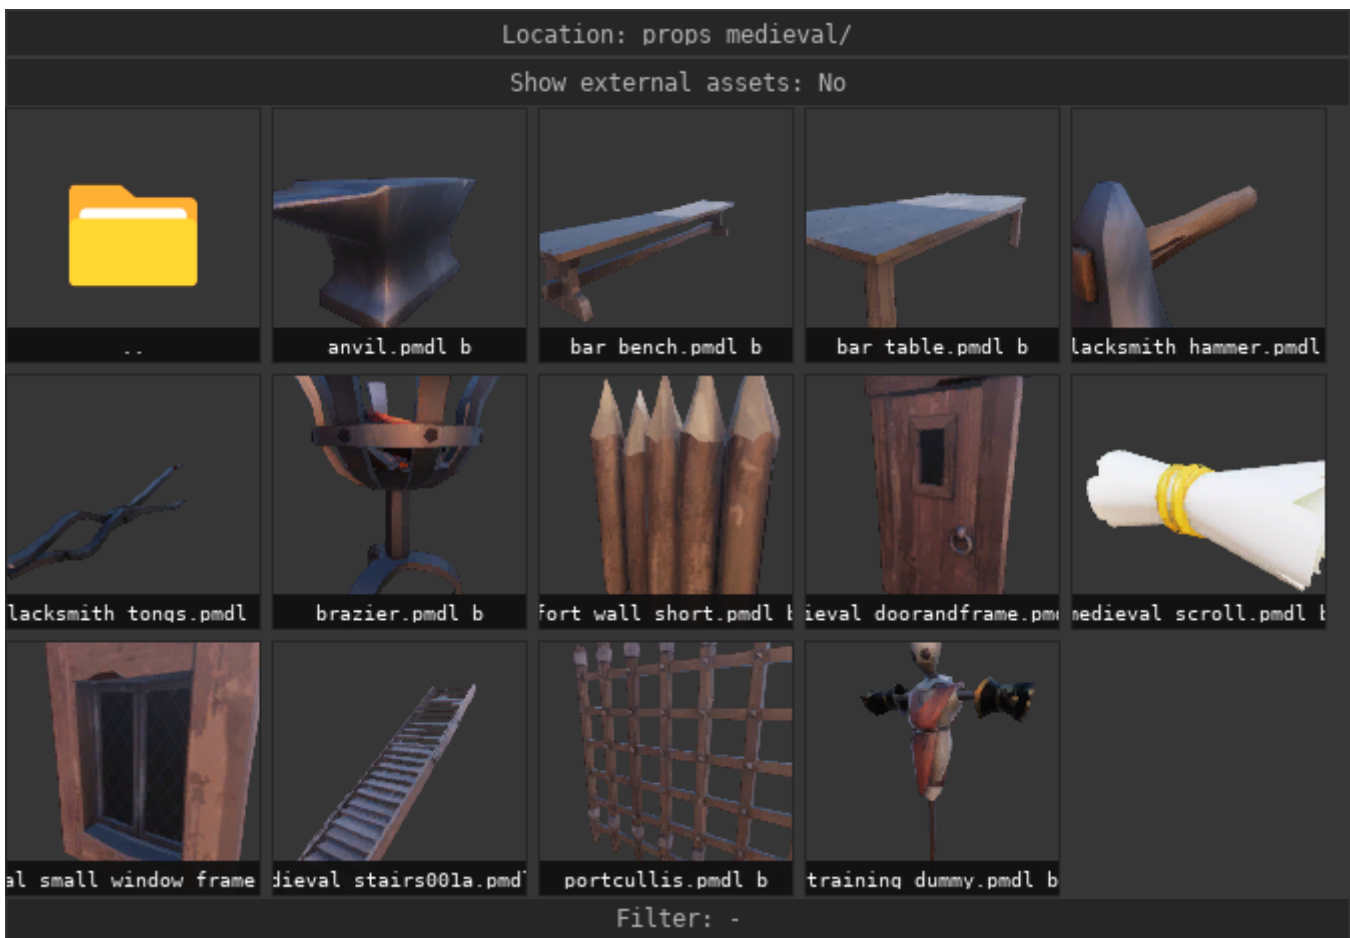 Location: props medieval/
Show external assets: No
..
anvil.pmdl b
bar bench.pmdl b
bar table.pmdl b
lacksmith hammer.pmdl
lacksmith tongs.pmdl
brazier.pmdl b
fort wall short.pmdl b
ieval doorandframe.pmd
medieval scroll.pmdl b
al small window frame
dieval stairs001a.pmdl
portcullis.pmdl b
training dummy.pmdl b
Filter: -